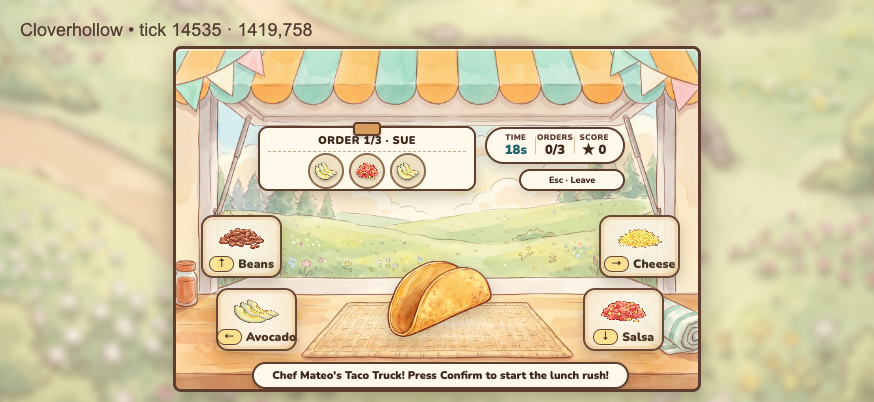 Cloverhollow • tick 14535 · 1419,758
ORDER 1/3 · SUE
TIME ORDERS SCORE
18s 0/3 ★ 0
Esc · Leave
↑ Beans
→ Cheese
← Avocado
↓ Salsa
Chef Mateo's Taco Truck! Press Confirm to start the lunch rush!